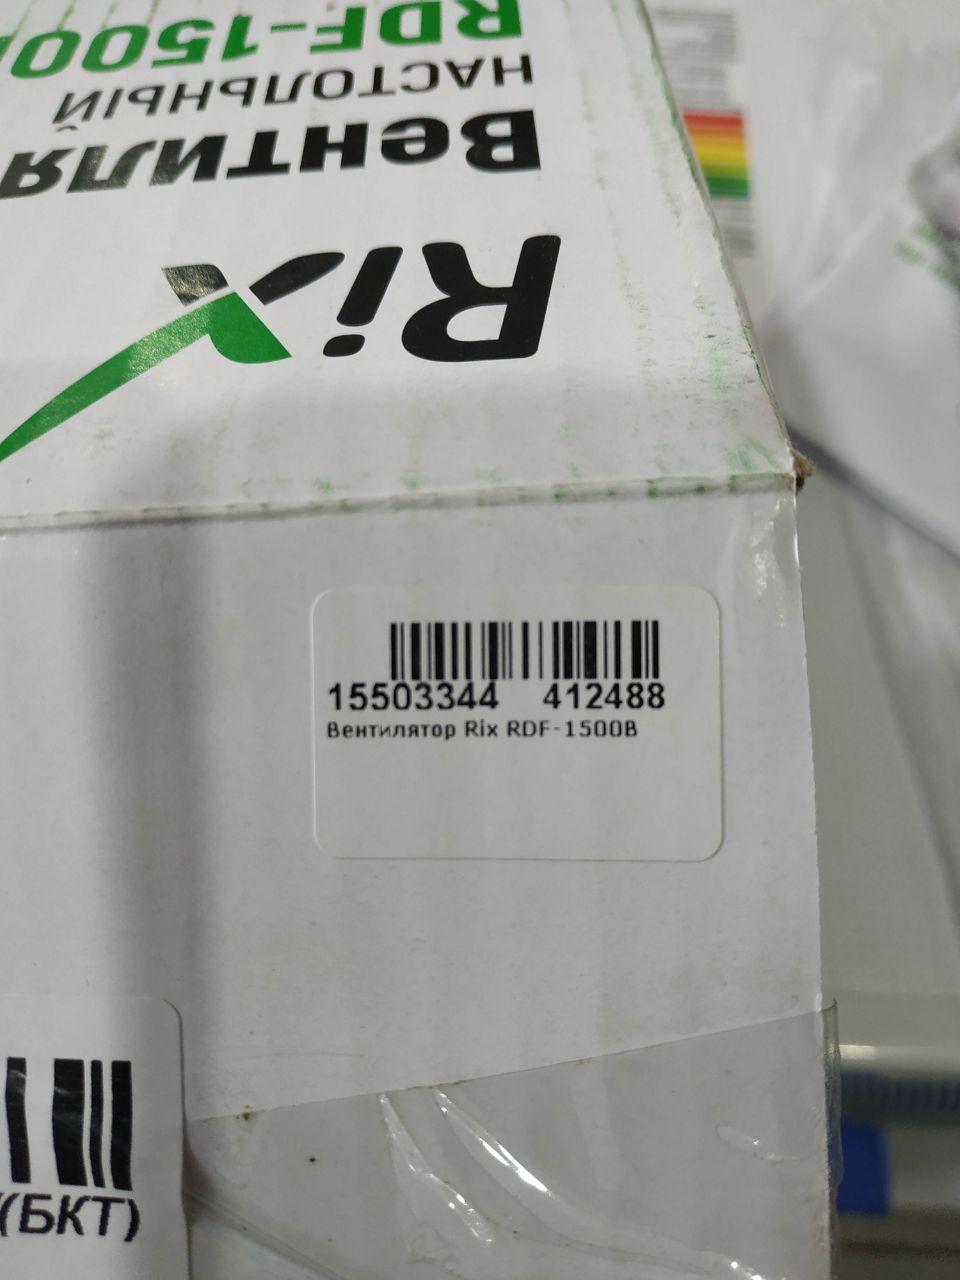 Rix
Вентиля
НАСТОЛЬНЫЙ
RDF-1500
15503344 412488
Вентилятор Rix RDF-1500B
(БКТ)